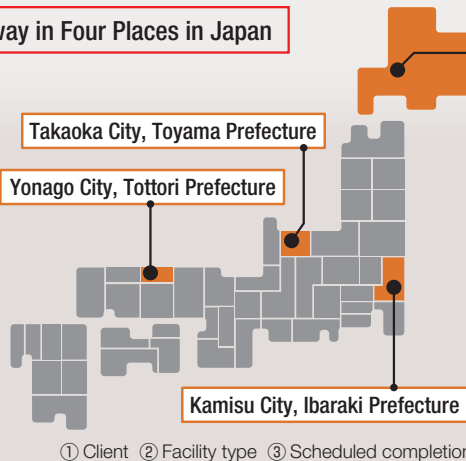 way in Four Places in Japan
Takaoka City, Toyama Prefecture
Yonago City, Tottori Prefecture
Kamisu City, Ibaraki Prefecture
① Client ② Facility type ③ Scheduled completion